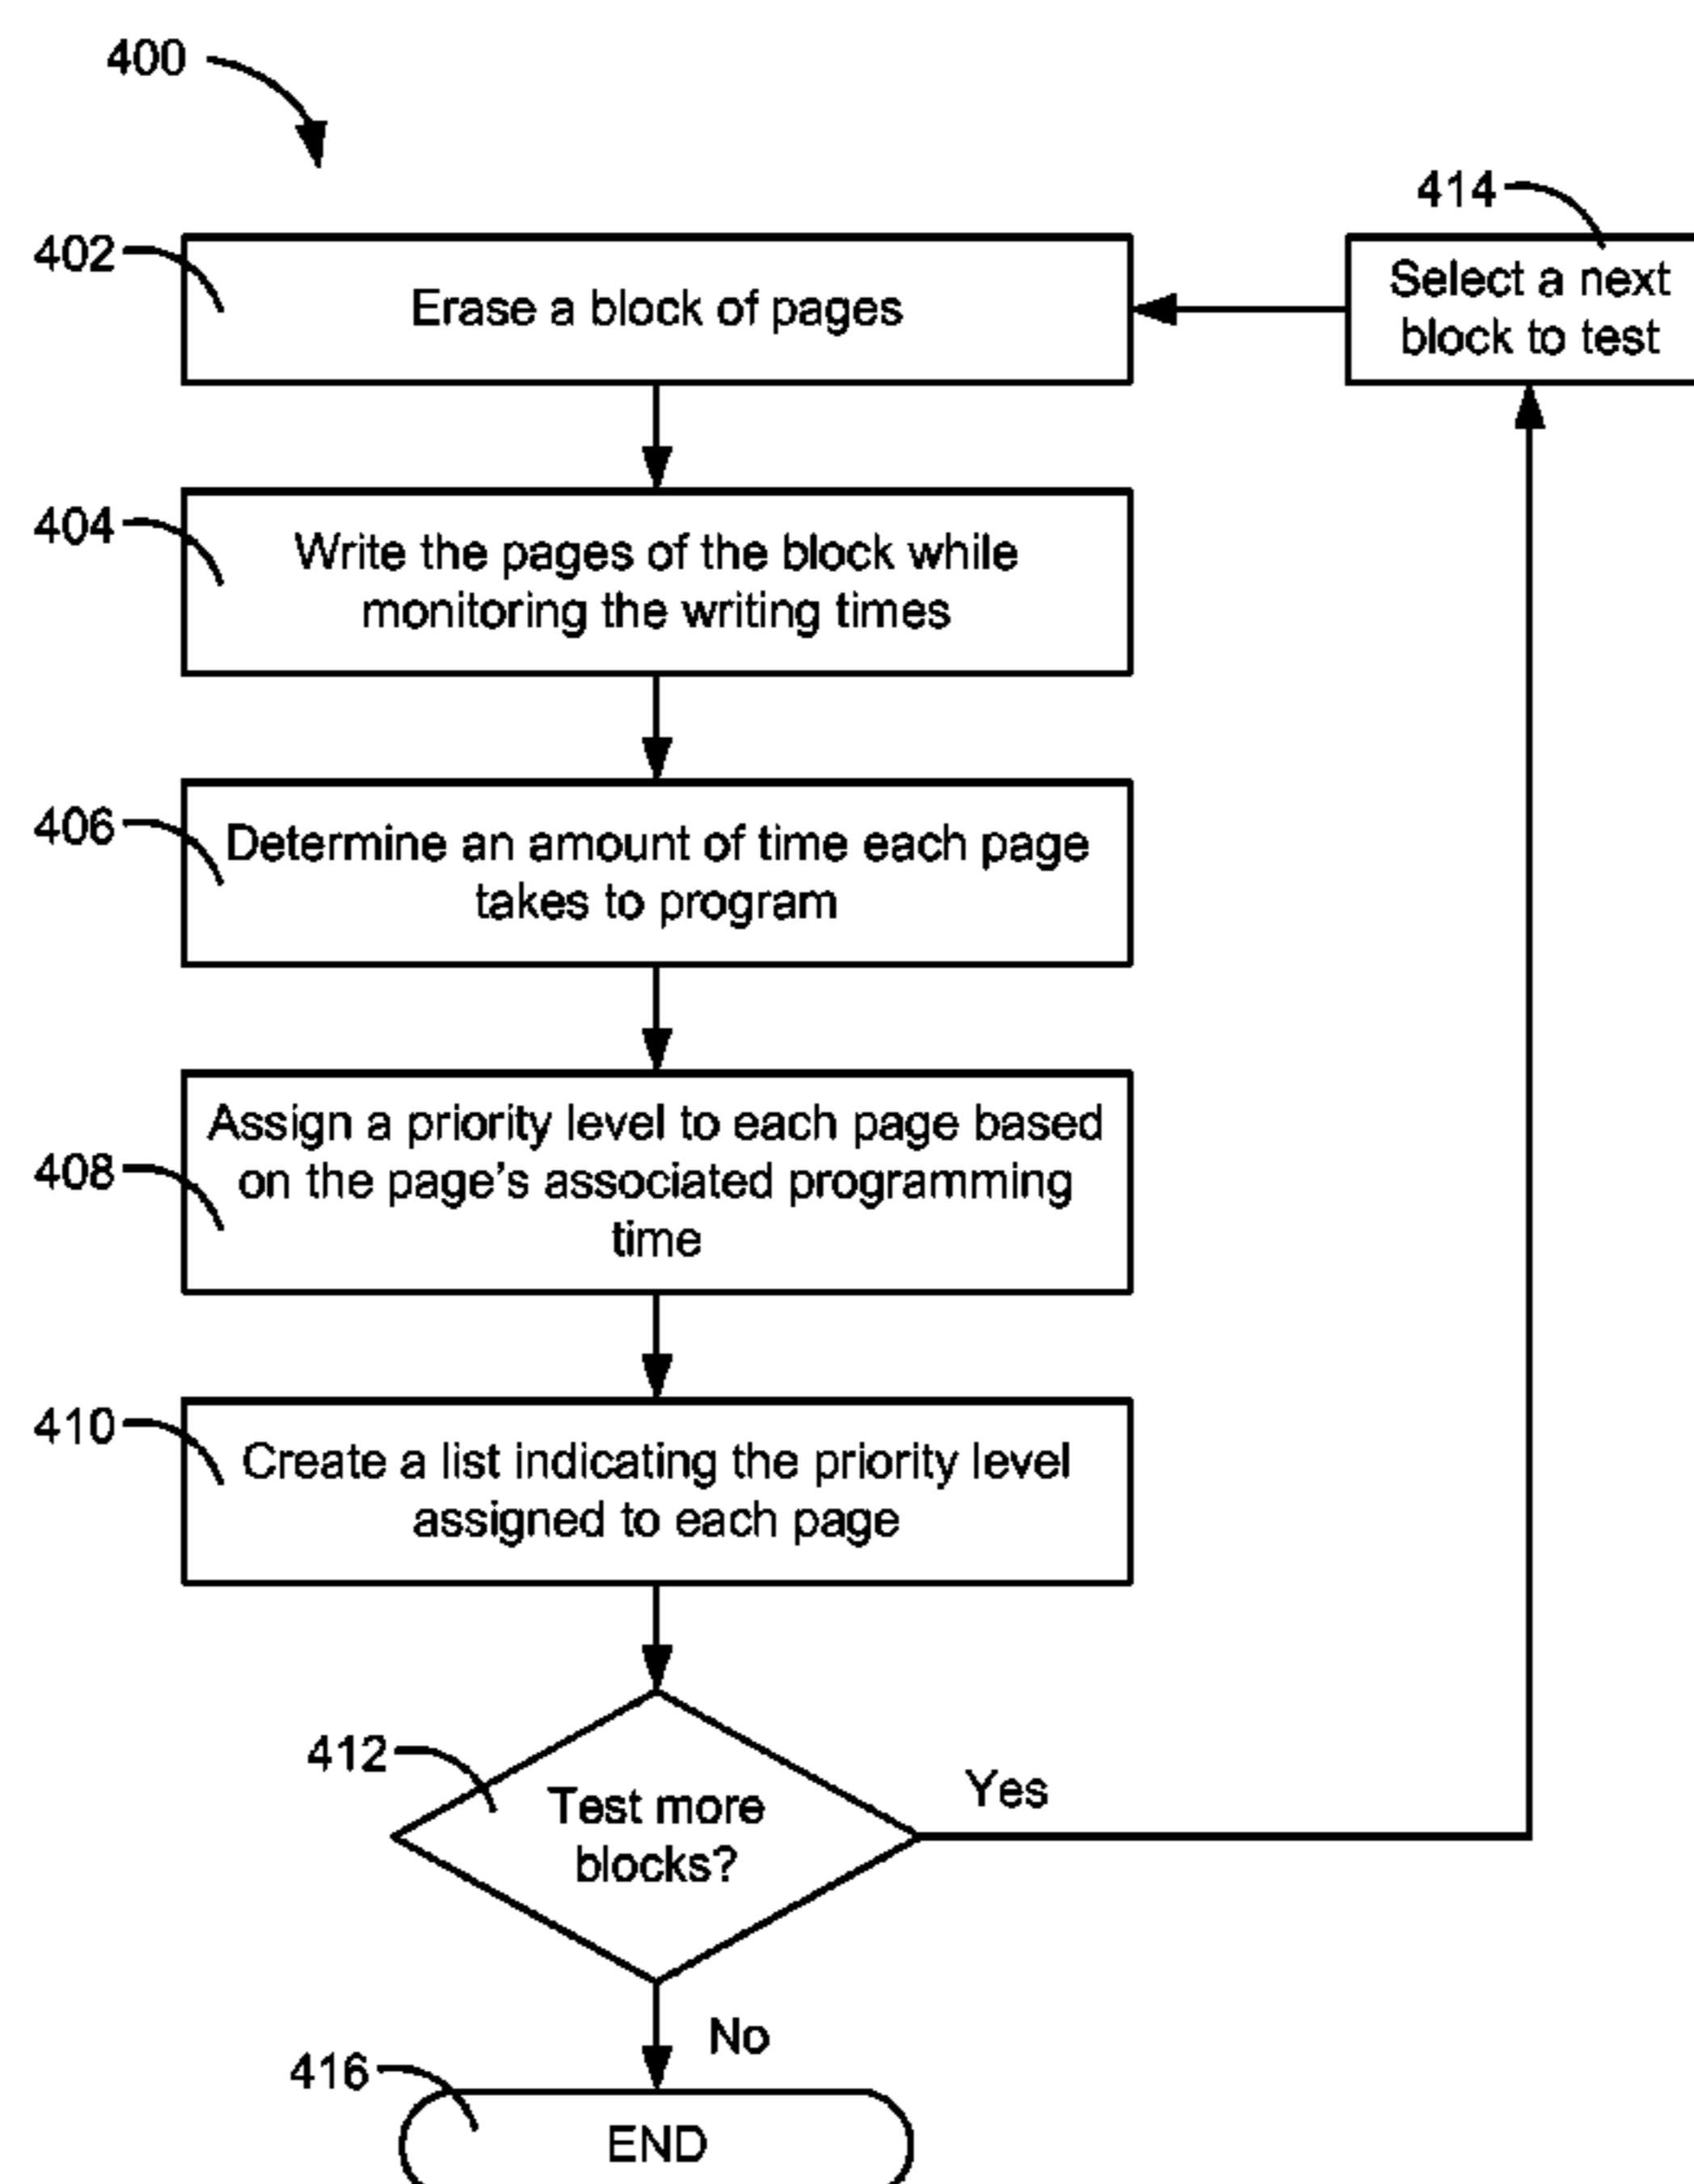 400
414
402
Erase a block of pages
Select a next
block to test
404
Write the pages of the block while
monitoring the writing times
406
Determine an amount of time each page
takes to program
408
Assign a priority level to each page based
on the page's associated programming
time
410
Create a list indicating the priority level
assigned to each page
412
Test more
blocks?
Yes
No
416
END